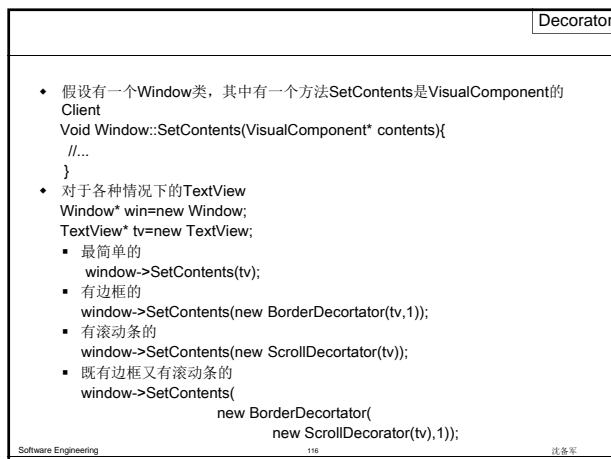 Decorator
◆ 假设有一个Window类，其中有一个方法SetContents是VisualComponent的
Client
Void Window::SetContents(VisualComponent* contents){
//...
}
◆ 对于各种情况下的TextView
Window* win=new Window;
TextView* tv=new TextView;
▪ 最简单的
window->SetContents(tv);
▪ 有边框的
window->SetContents(new BorderDecortator(tv,1));
▪ 有滚动条的
window->SetContents(new ScrollDecortator(tv));
▪ 既有边框又有滚动条的
window->SetContents(
new BorderDecortator(
new ScrollDecorator(tv),1));
Software Engineering 116 沈备军